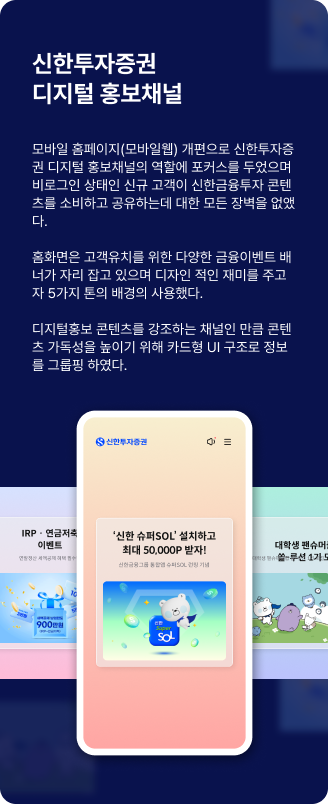 신한투자증권
디지털 홍보채널
모바일 홈페이지(모바일웹) 개편으로 신한투자증
권 디지털 홍보채널의 역할에 포커스를 두었으며
비로그인 상태인 신규 고객이 신한금융투자 콘텐
츠를 소비하고 공유하는데 대한 모든 장벽을 없앴
다.
홈화면은 고객유치를 위한 다양한 금융이벤트 배
너가 자리 잡고 있으며 디자인 적인 재미를 주고
자 5가지 톤의 배경의 사용했다.
디지털홍보 콘텐츠를 강조하는 채널인 만큼 콘텐
츠 가독성을 높이기 위해 카드형 UI 구조로 정보
를 그룹핑 하였다.
신한투자증권
IRP · 연금저축
이벤트
900만원
‘신한 슈퍼SOL’ 설치하고
최대 50,000P 받자!
신한금융그룹 통합앱 슈퍼SOL 런칭 기념
신한
Super
SOL
대학생 팬슈머
쏠-루션 1기 모